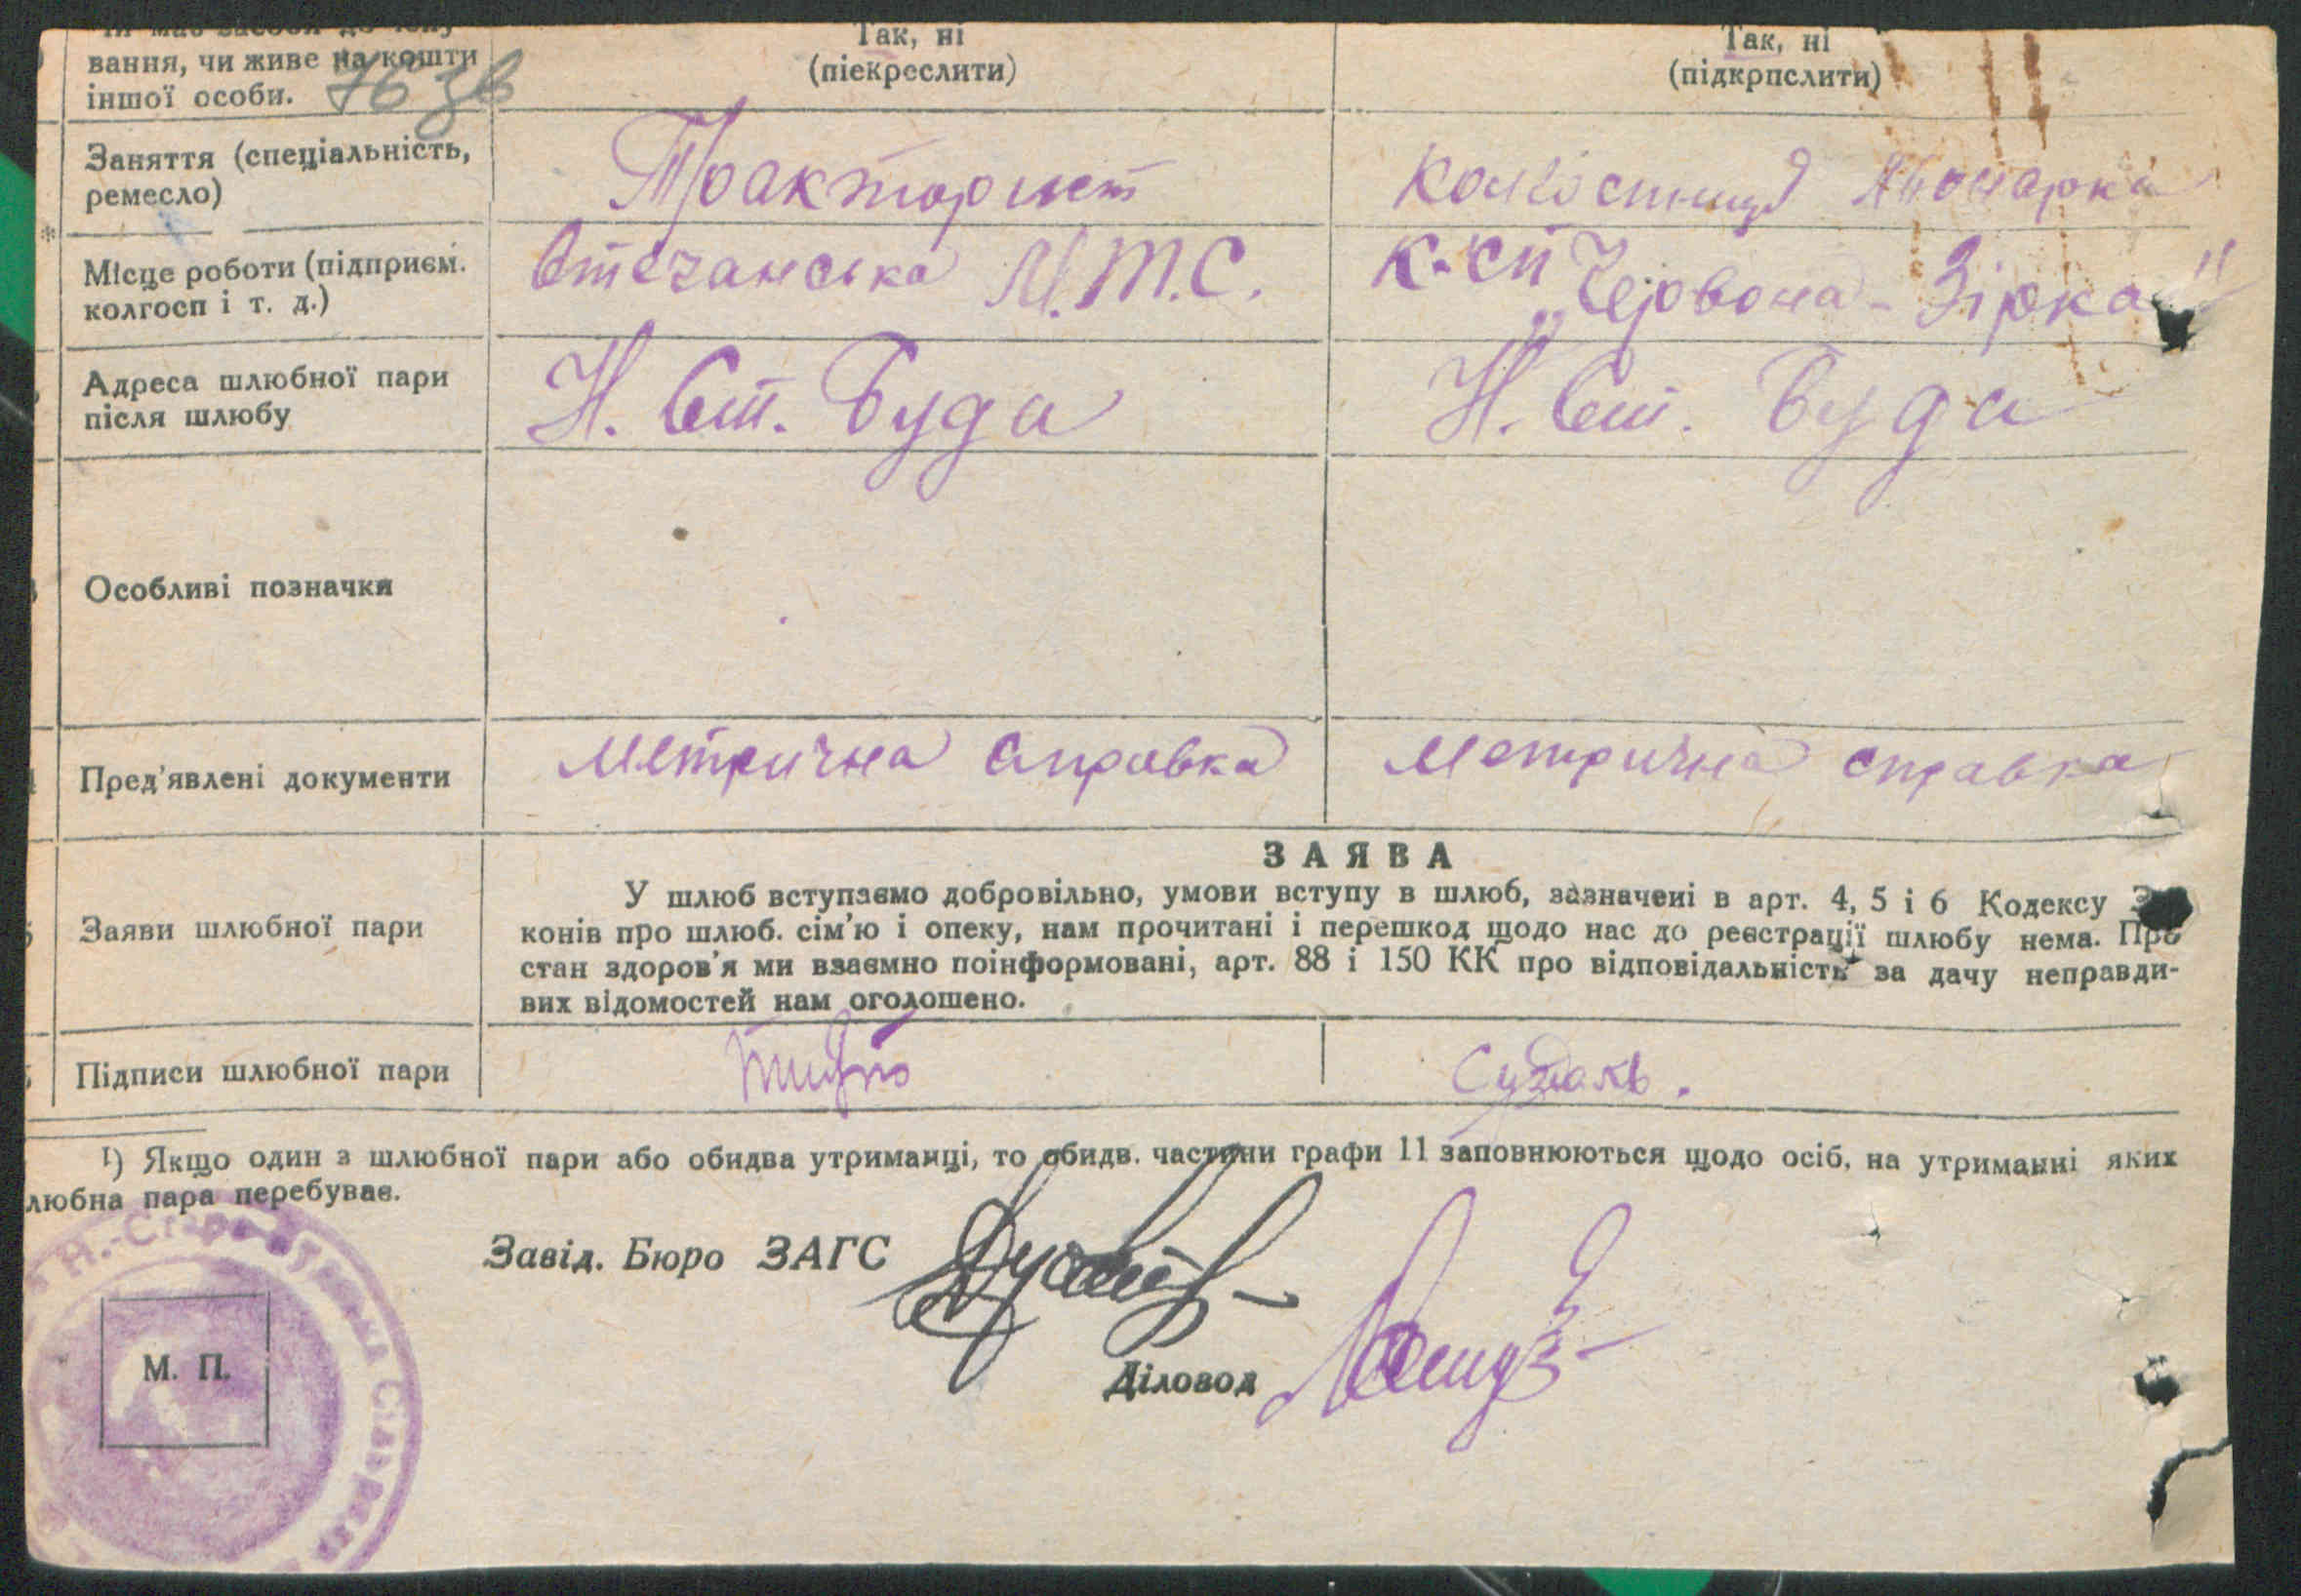 вання, чи живе на кошти
іншої особи.
76 зв
Так, ні
(піекреслити)
Так, ні
(підкрпслити)
Заняття (спеціальність,
ремесло)
Тракторист
Місце роботи (підприєм.
колгосп і т. д.)
М.Т.С.
к-сп
„Червона-Зірка"
Адреса шлюбної пари
після шлюбу
Н. Ст. Буда
Н. Ст. Буда
Особливі позначки
Пред'явлені документи
Метрична справка
Метрична справка
Заяви шлюбної пари
ЗАЯВА
У шлюб вступаємо добровільно, умови вступу в шлюб, зазначені в арт. 4, 5 і 6 Кодексу
конів про шлюб. сім'ю і опеку, нам прочитані і перешкод щодо нас до реєстрації шлюбу нема. Про
стан здоров'я ми взаємно поінформовані, арт. 88 і 150 КК про відповідальність за дачу неправди-
вих відомостей нам оголошено.
Підписи шлюбної пари
¹) Якщо один з шлюбної пари або обидва утриманці, то обидв. частини графи 11 заповнюються щодо осіб, на утриманні яких
любна пара перебуває.
Завід. Бюро ЗАГС
Діловод
М. П.